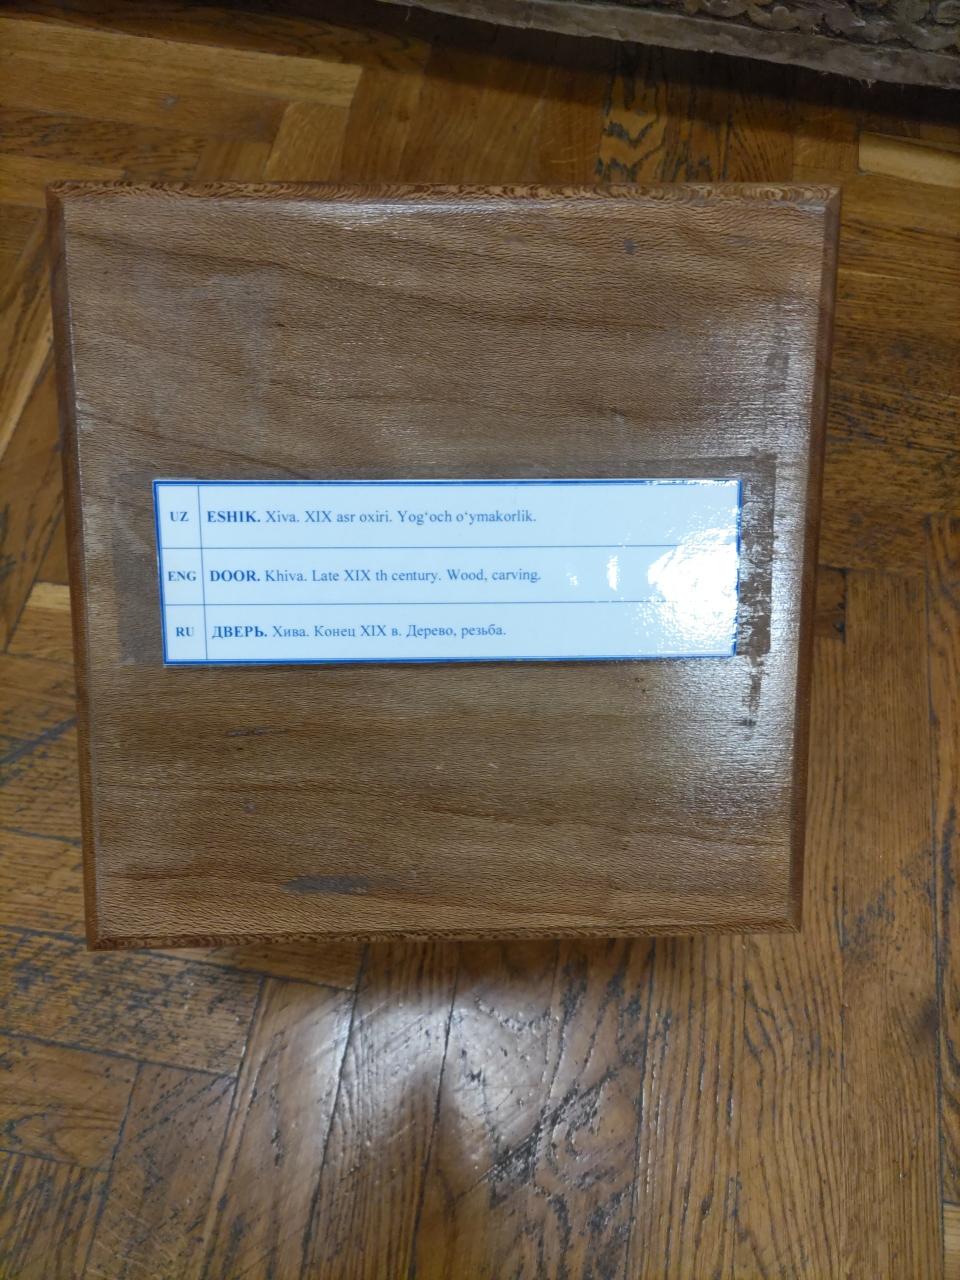 UZ ESHIK. Xiva. XIX asr oxiri. Yog‘och o‘ymakorlik.
ENG DOOR. Khiva. Late XIX th century. Wood, carving.
RU ДВЕРЬ. Хива. Конец XIX в. Дерево, резьба.